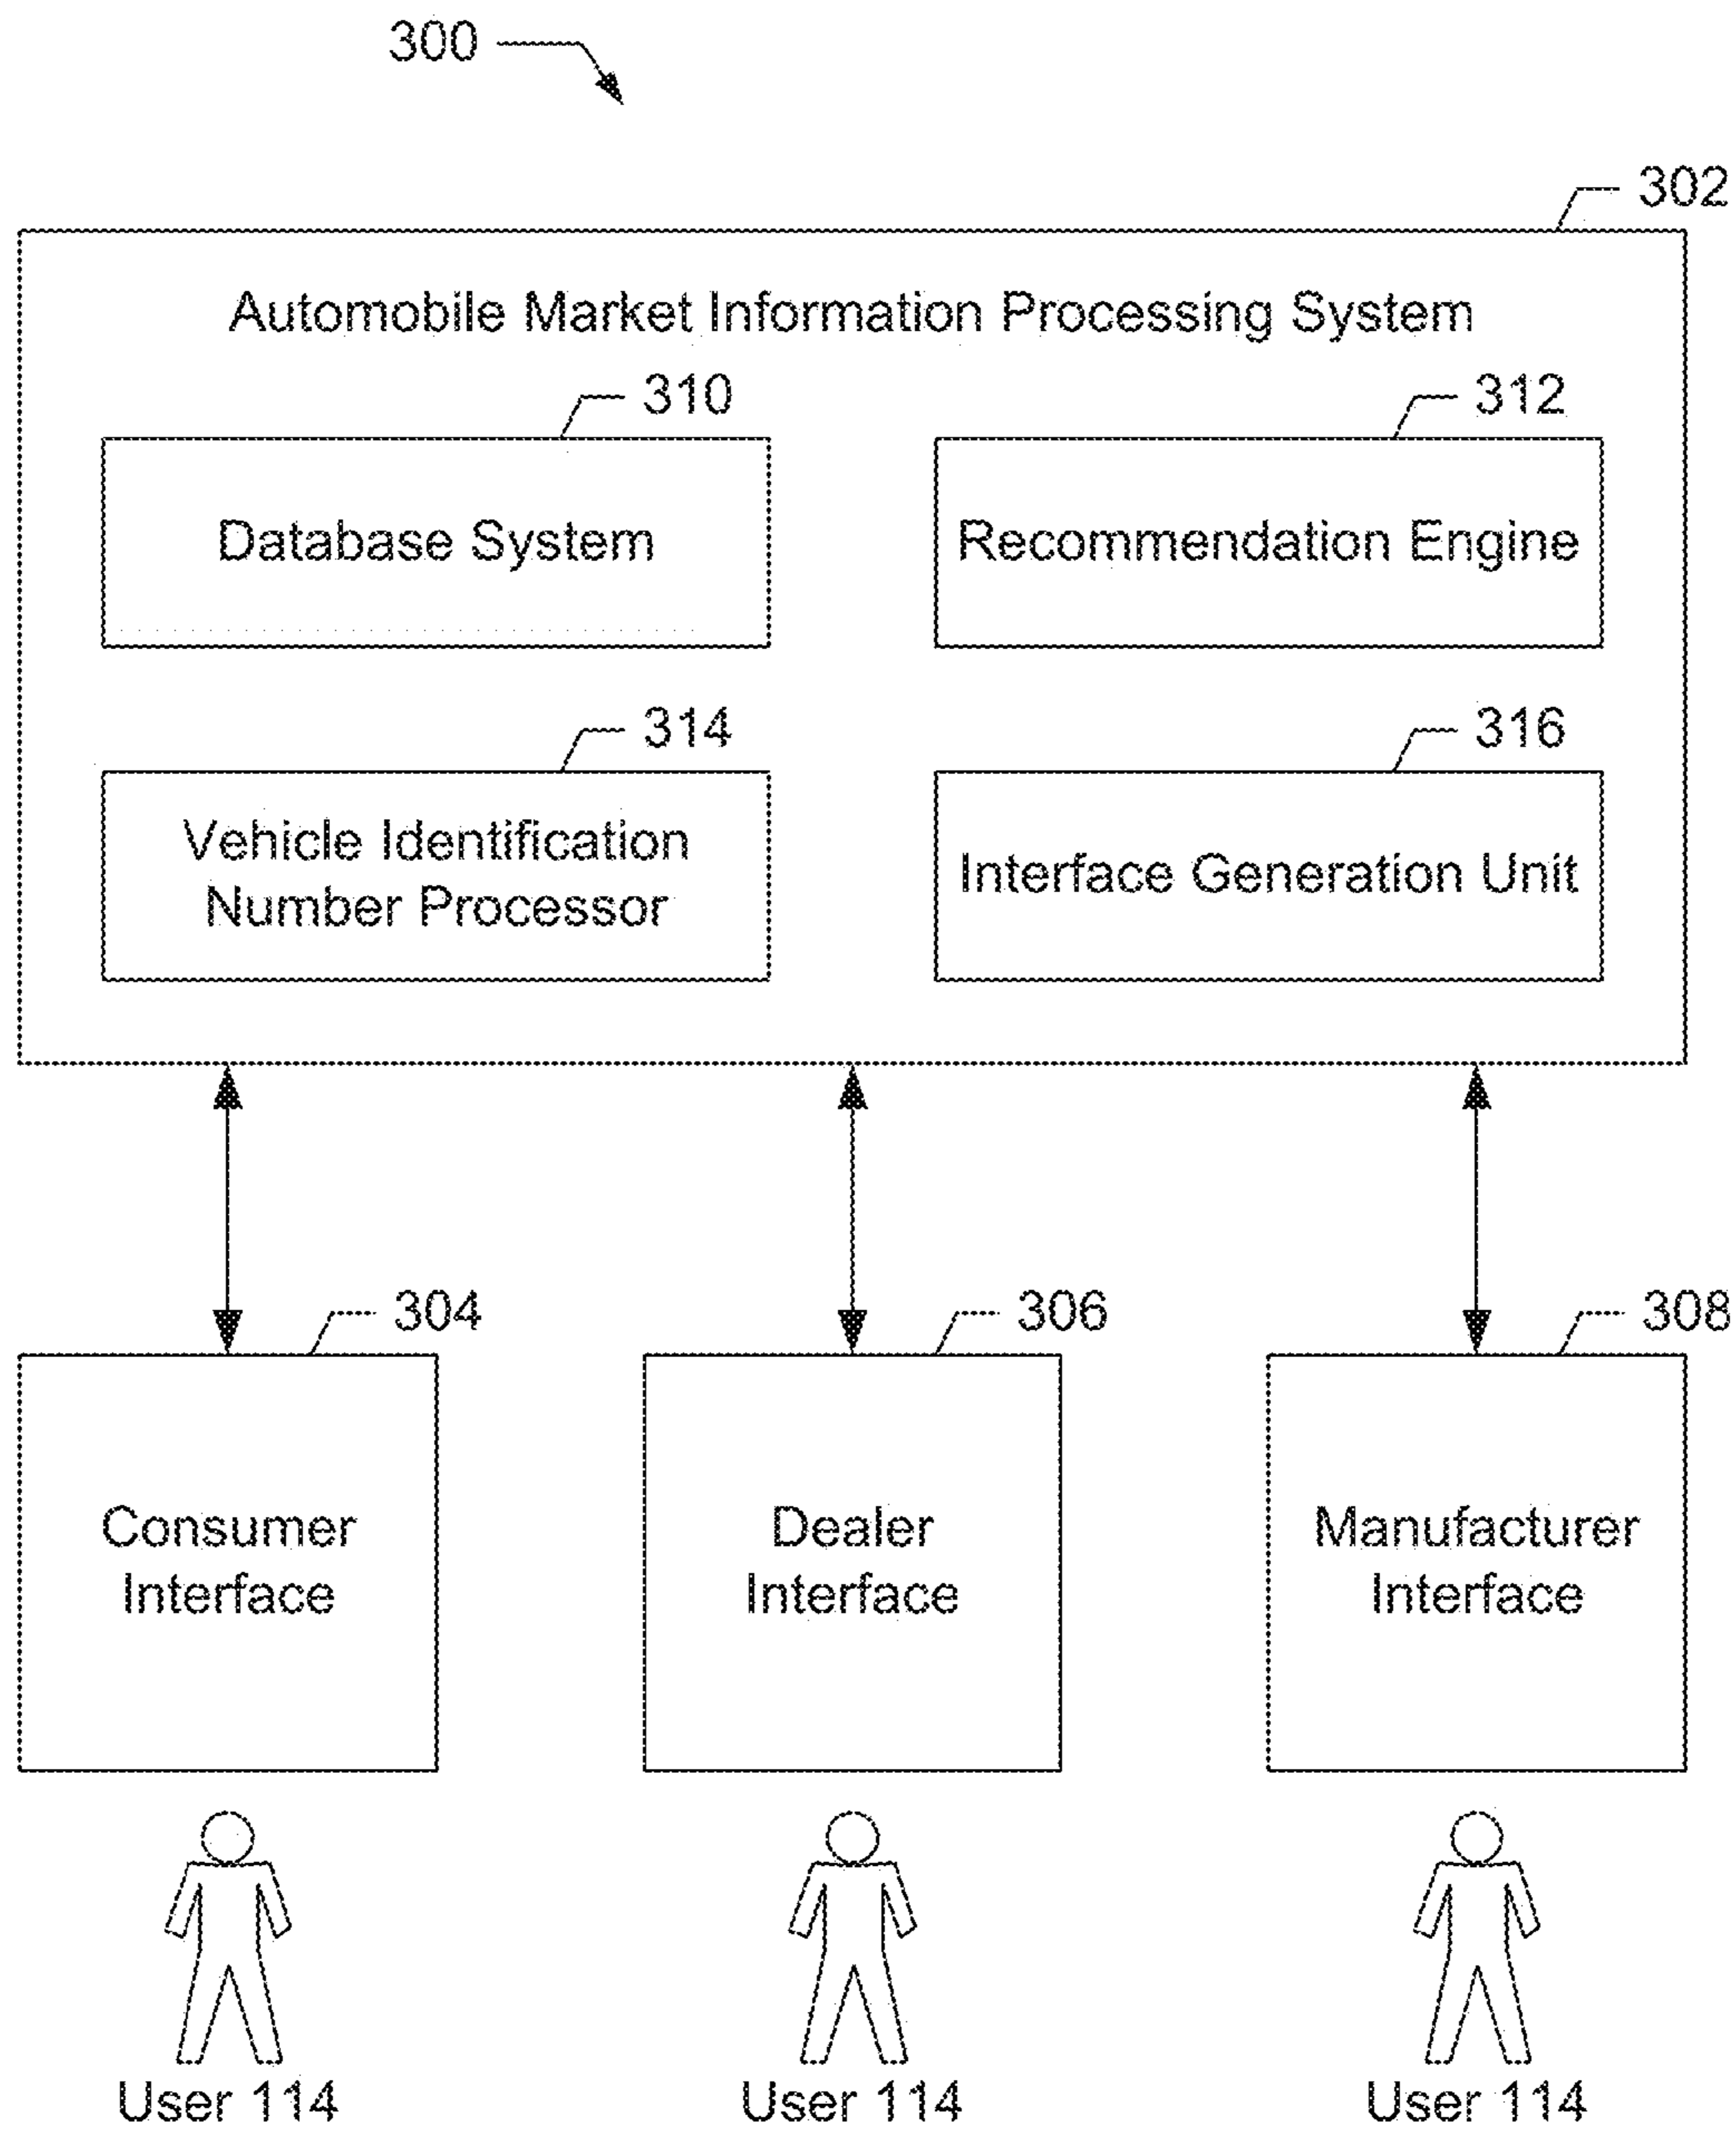 300
302
Automobile Market Information Processing System
310
312
Database System
Recommendation Engine
314
316
Vehicle Identification
Number Processor
Interface Generation Unit
304
306
308
Consumer
Interface
Dealer
Interface
Manufacturer
Interface
User 114
User 114
User 114